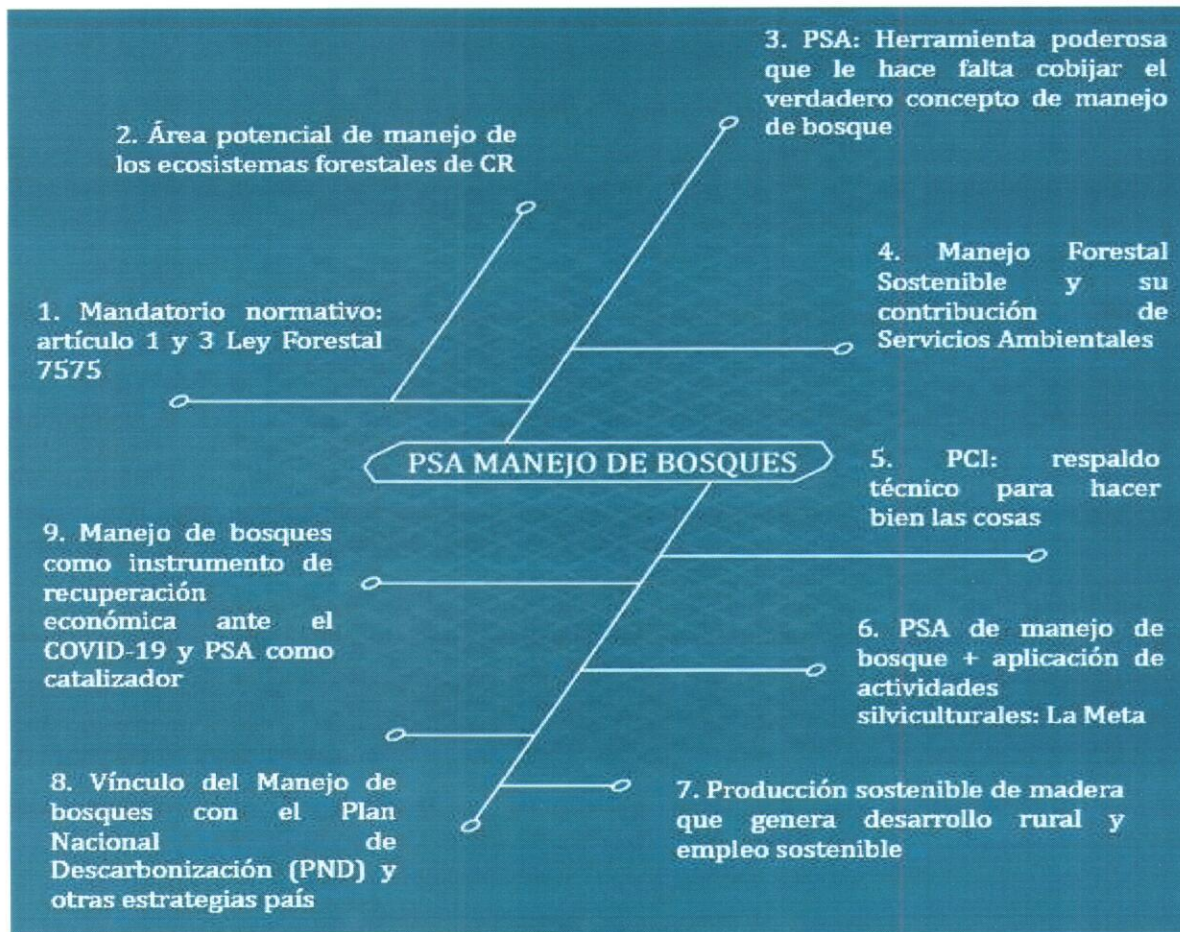 3. PSA: Herramienta poderosa
que le hace falta cobijar el
verdadero concepto de manejo
de bosque
2. Área potencial de manejo de
los ecosistemas forestales de CR
4. Manejo Forestal
Sostenible y su
contribución de
Servicios Ambientales
1. Mandatorio normativo:
artículo 1 y 3 Ley Forestal
7575
PSA MANEJO DE BOSQUES
5. PCI: respaldo
técnico para hacer
bien las cosas
9. Manejo de bosques
como instrumento de
recuperación
económica ante el
COVID-19 y PSA como
catalizador
6. PSA de manejo de
bosque + aplicación de
actividades
silviculturales: La Meta
8. Vínculo del Manejo de
bosques con el Plan
Nacional de
Descarbonización (PND) y
otras estrategias país
7. Producción sostenible de madera
que genera desarrollo rural y
empleo sostenible